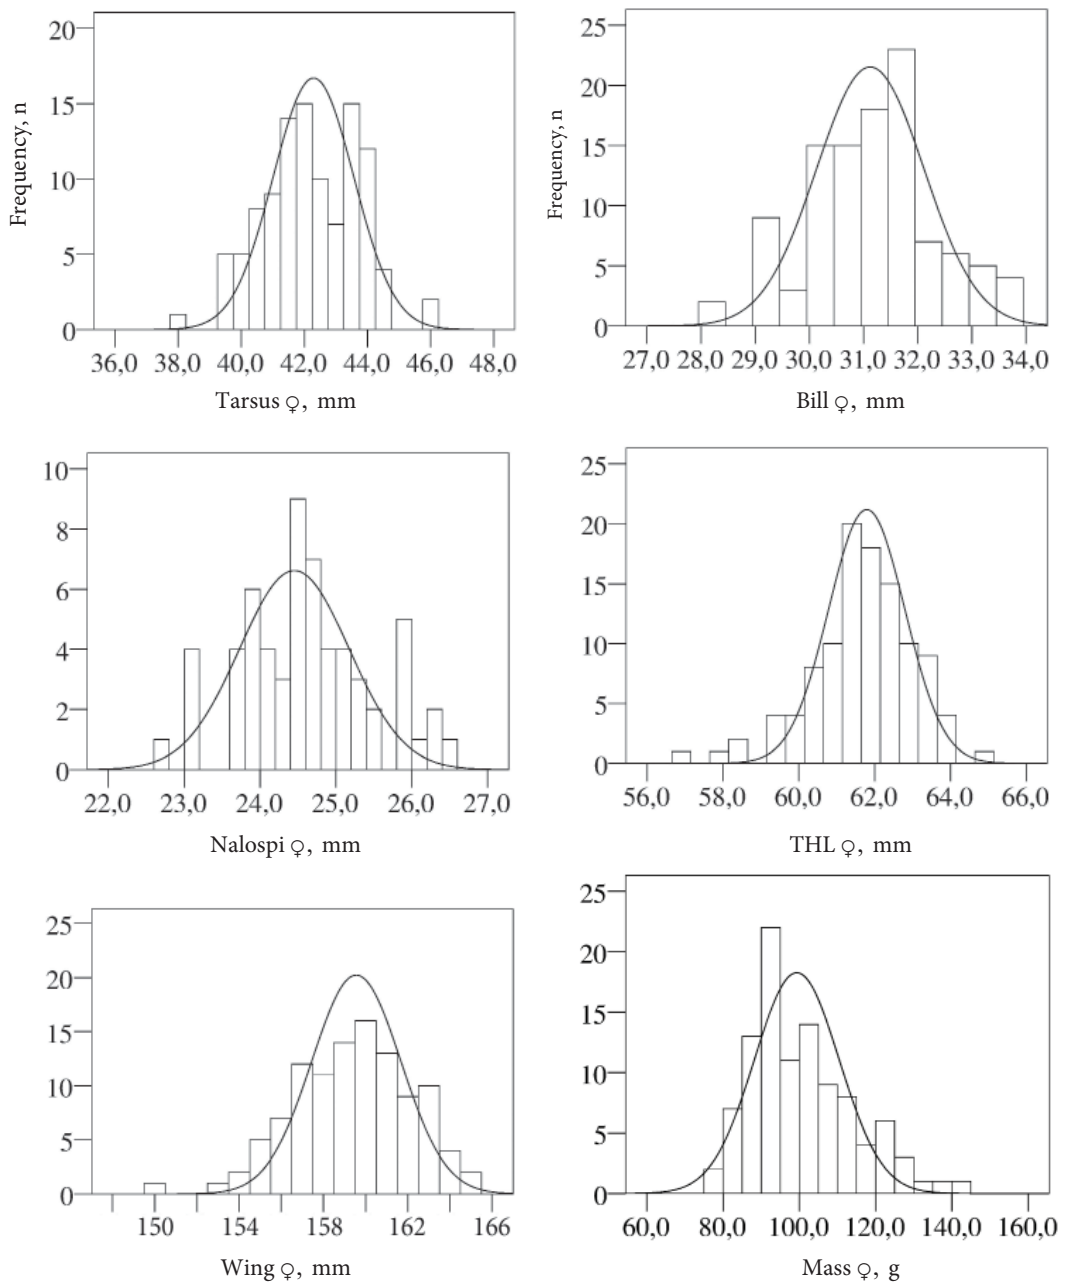 20
15
10
5
0
Frequency, n
36,0 38,0 40,0 42,0 44,0 46,0 48,0
Tarsus ♀, mm
25
20
15
10
5
0
Frequency, n
27,0 28,0 29,0 30,0 31,0 32,0 33,0 34,0
Bill ♀, mm
10
8
6
4
2
0
22,0 23,0 24,0 25,0 26,0 27,0
Nalospi ♀, mm
25
20
15
10
5
0
56,0 58,0 60,0 62,0 64,0 66,0
THL ♀, mm
25
20
15
10
5
0
150 154 158 162 166
Wing ♀, mm
25
20
15
10
5
0
60,0 80,0 100,0 120,0 140,0 160,0
Mass ♀, g